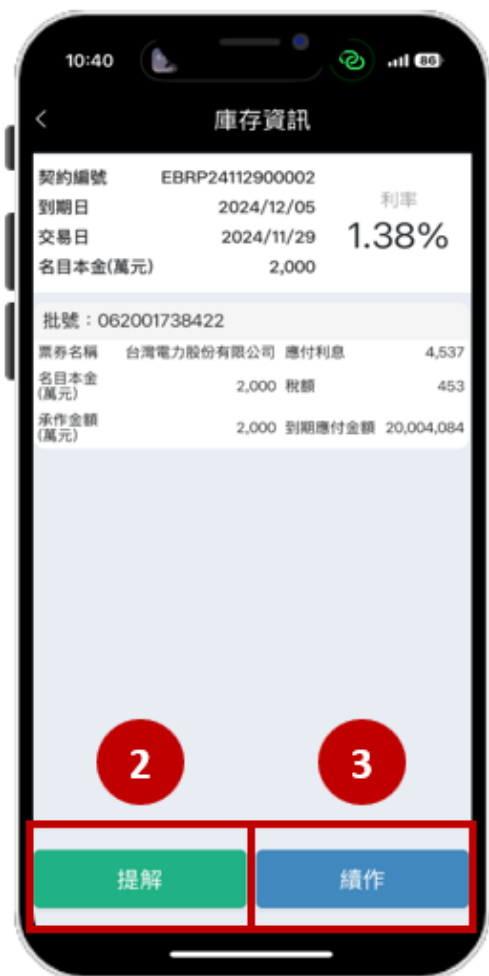 10:40 86
庫存資訊
契約編號 EBRP24112900002
到期日 2024/12/05
利率
交易日 2024/11/29 1.38%
名目本金(萬元) 2,000
批號：062001738422
票券名稱 台灣電力股份有限公司 應付利息 4,537
名目本金
(萬元) 2,000 稅額 453
承作金額
(萬元) 2,000 到期應付金額 20,004,084
2 3
提解 續作